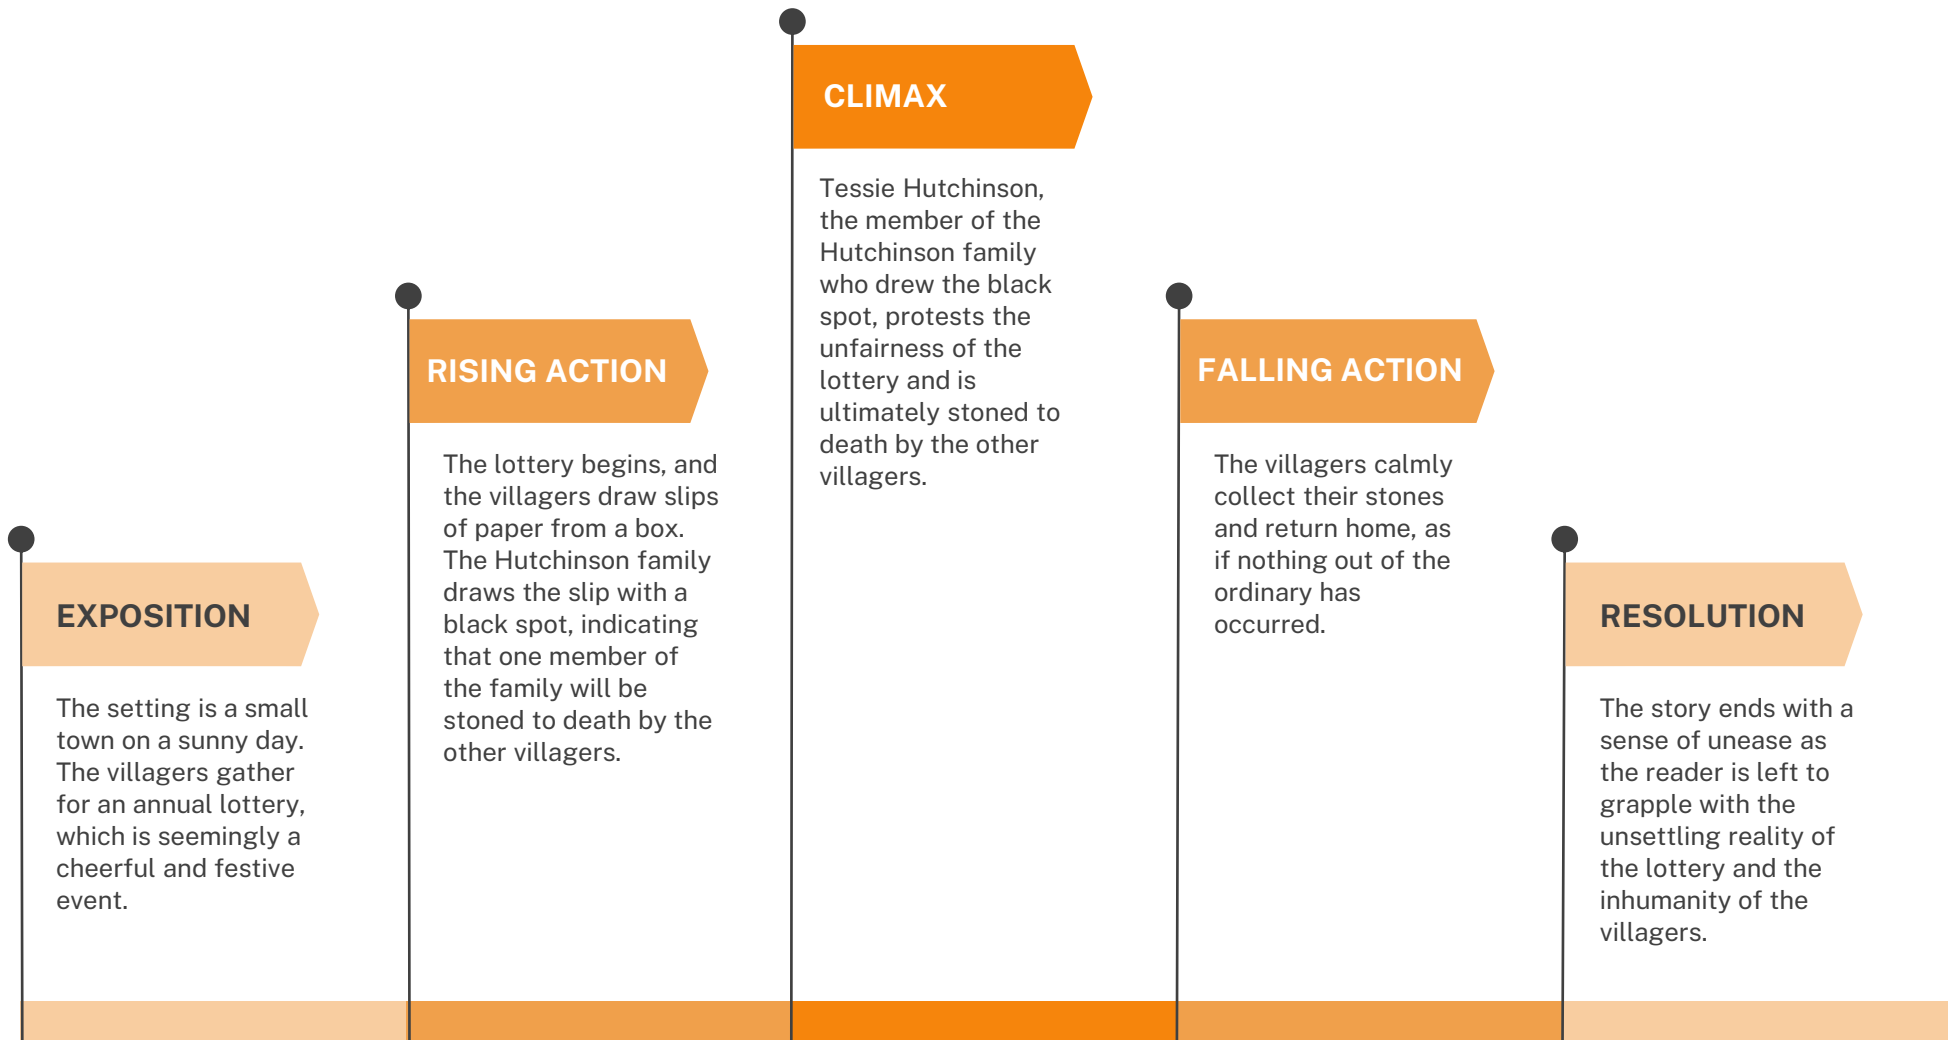 EXPOSITION
The setting is a small
town on a sunny day.
The villagers gather
for an annual lottery,
which is seemingly a
cheerful and festive
event.
RISING ACTION
The lottery begins, and
the villagers draw slips
of paper from a box.
The Hutchinson family
draws the slip with a
black spot, indicating
that one member of
the family will be
stoned to death by the
other villagers.
CLIMAX
Tessie Hutchinson,
the member of the
Hutchinson family
who drew the black
spot, protests the
unfairness of the
lottery and is
ultimately stoned to
death by the other
villagers.
FALLING ACTION
The villagers calmly
collect their stones
and return home, as
if nothing out of the
ordinary has
occurred.
RESOLUTION
The story ends with a
sense of unease as
the reader is left to
grapple with the
unsettling reality of
the lottery and the
inhumanity of the
villagers.